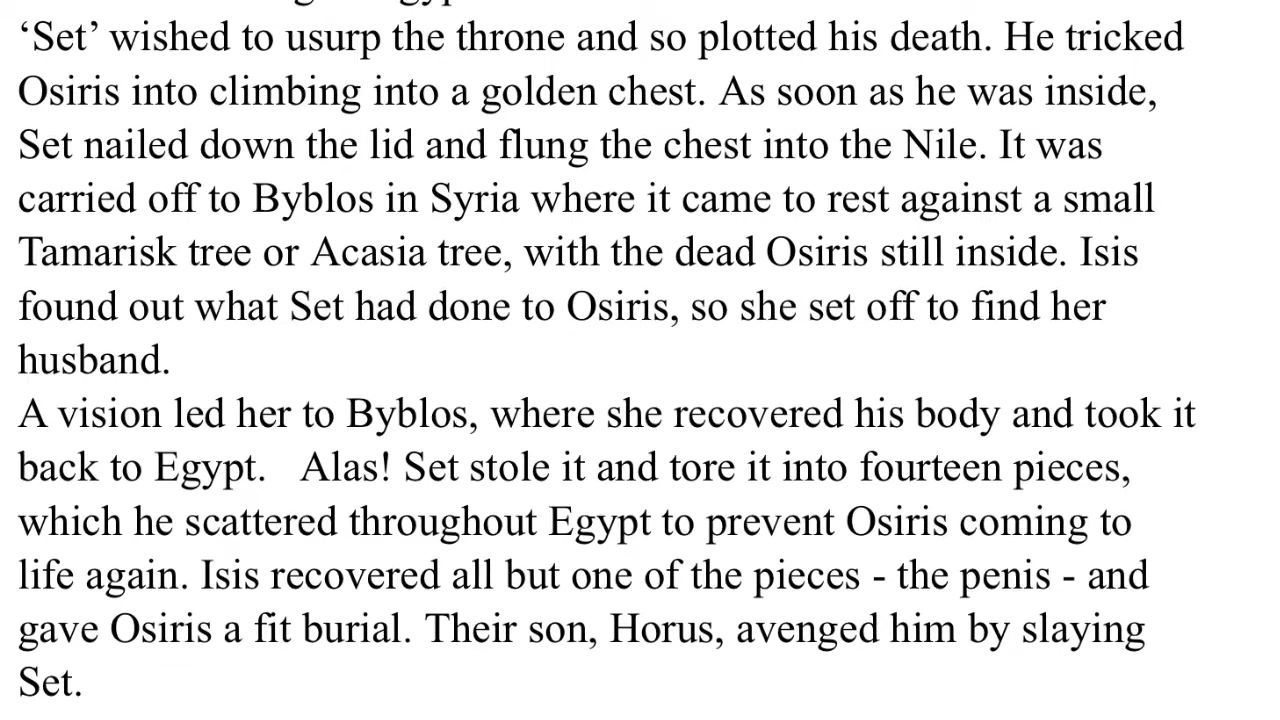 ‘Set’ wished to usurp the throne and so plotted his death. He tricked
Osiris into climbing into a golden chest. As soon as he was inside,
Set nailed down the lid and flung the chest into the Nile. It was
carried off to Byblos in Syria where it came to rest against a small
Tamarisk tree or Acasia tree, with the dead Osiris still inside. Isis
found out what Set had done to Osiris, so she set off to find her
husband.
A vision led her to Byblos, where she recovered his body and took it
back to Egypt.   Alas! Set stole it and tore it into fourteen pieces,
which he scattered throughout Egypt to prevent Osiris coming to
life again. Isis recovered all but one of the pieces - the penis - and
gave Osiris a fit burial. Their son, Horus, avenged him by slaying
Set.